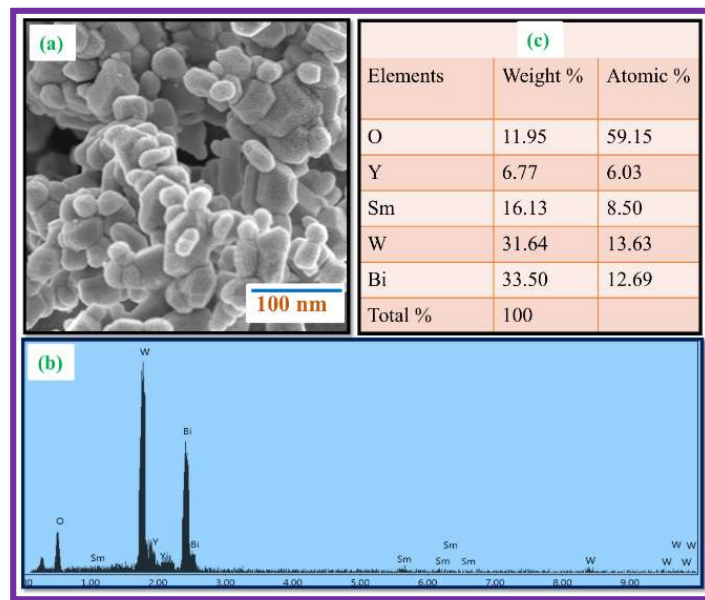 (a)
100 nm
(c)
Elements Weight % Atomic %
O 11.95 59.15
Y 6.77 6.03
Sm 16.13 8.50
W 31.64 13.63
Bi 33.50 12.69
Total % 100
(b)
W
Bi
O
Sm
Y
Y
Bi
Sm
Sm
Sm
Sm
W
W
W
W
W
1.00 2.00 3.00 4.00 5.00 6.00 7.00 8.00 9.00